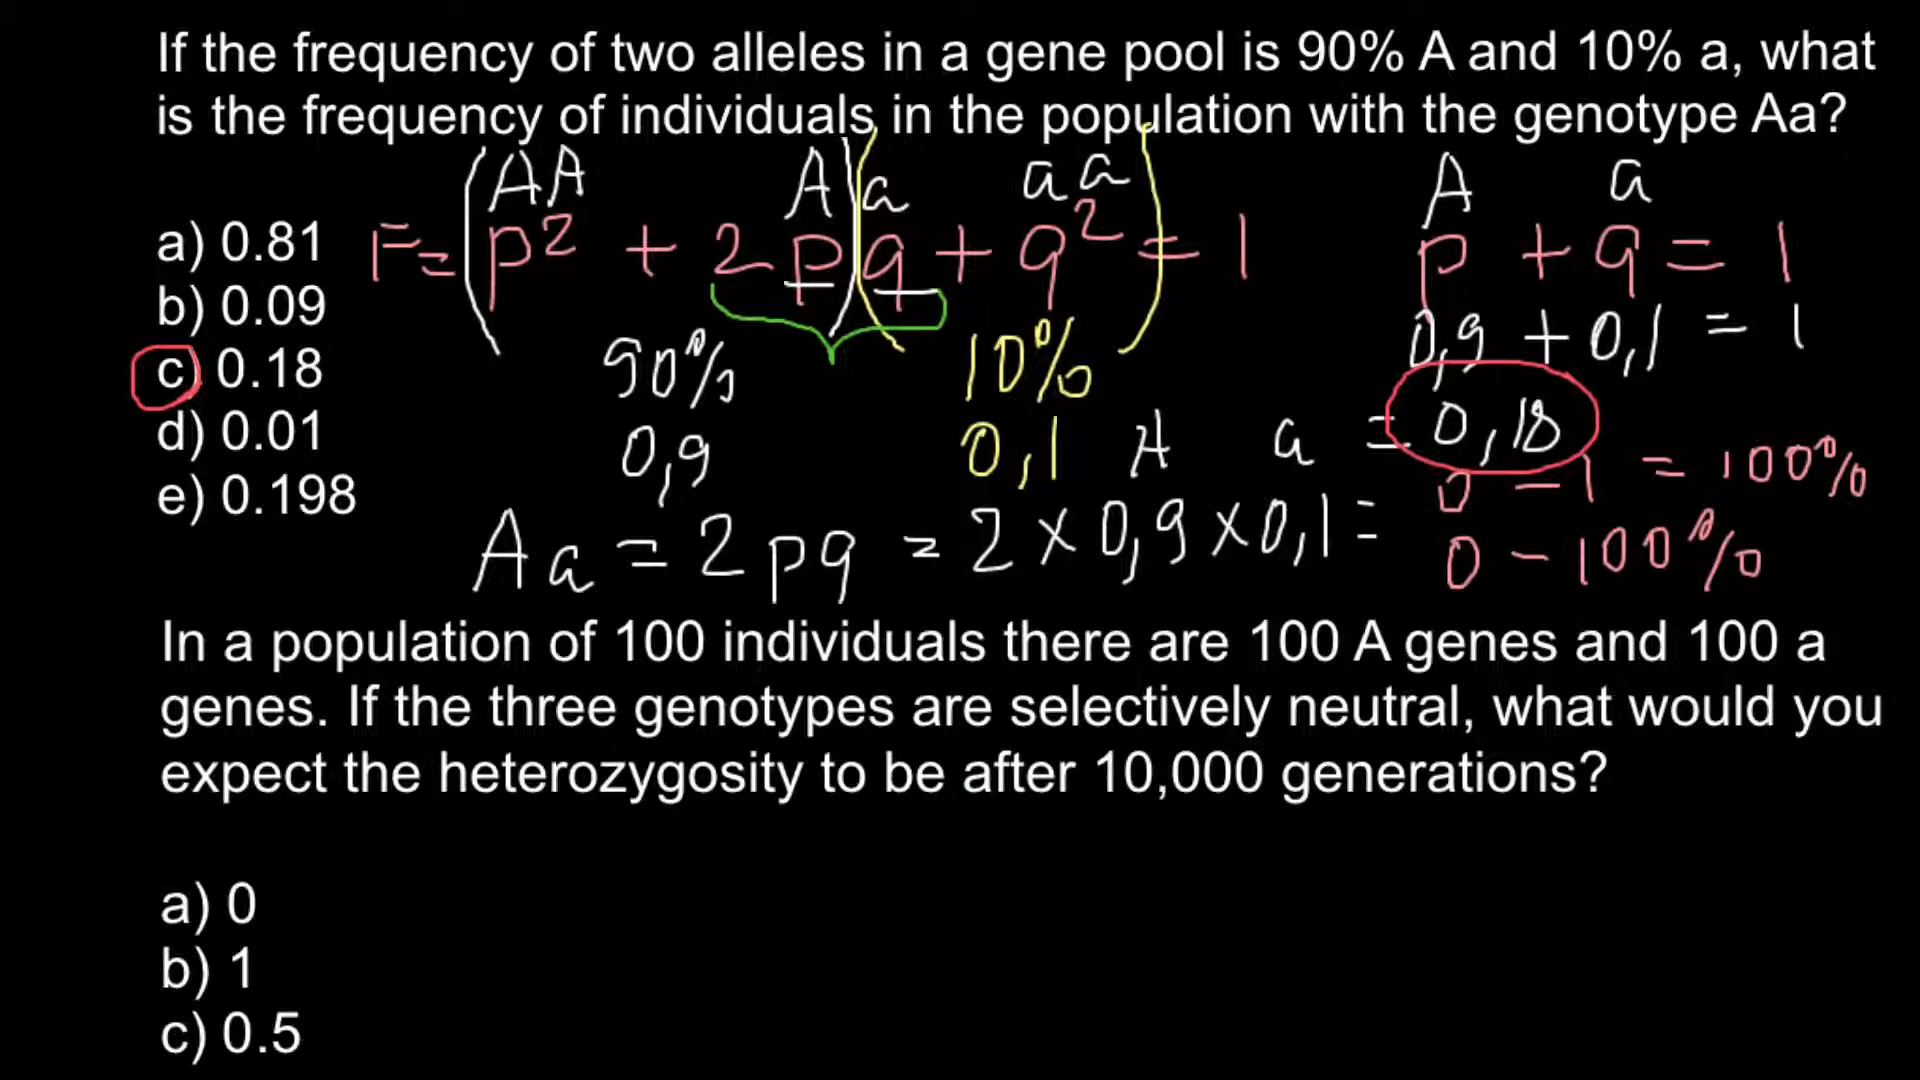 If the frequency of two alleles in a gene pool is 90% A and 10% a, what
is the frequency of individuals in the population with the genotype Aa?
AA Aa aa A a
a) 0.81
F=(p² + 2pq + q²) = 1 p + q = 1
b) 0.09
0,9 + 0,1 = 1
c) 0.18
90% 10%
d) 0.01
0,9 0,1 A a = 0,18
0 - 1 = 100%
e) 0.198
Aa = 2pq = 2 x 0,9 x 0,1 =
0 - 100%
In a population of 100 individuals there are 100 A genes and 100 a
genes. If the three genotypes are selectively neutral, what would you
expect the heterozygosity to be after 10,000 generations?
a) 0
b) 1
c) 0.5